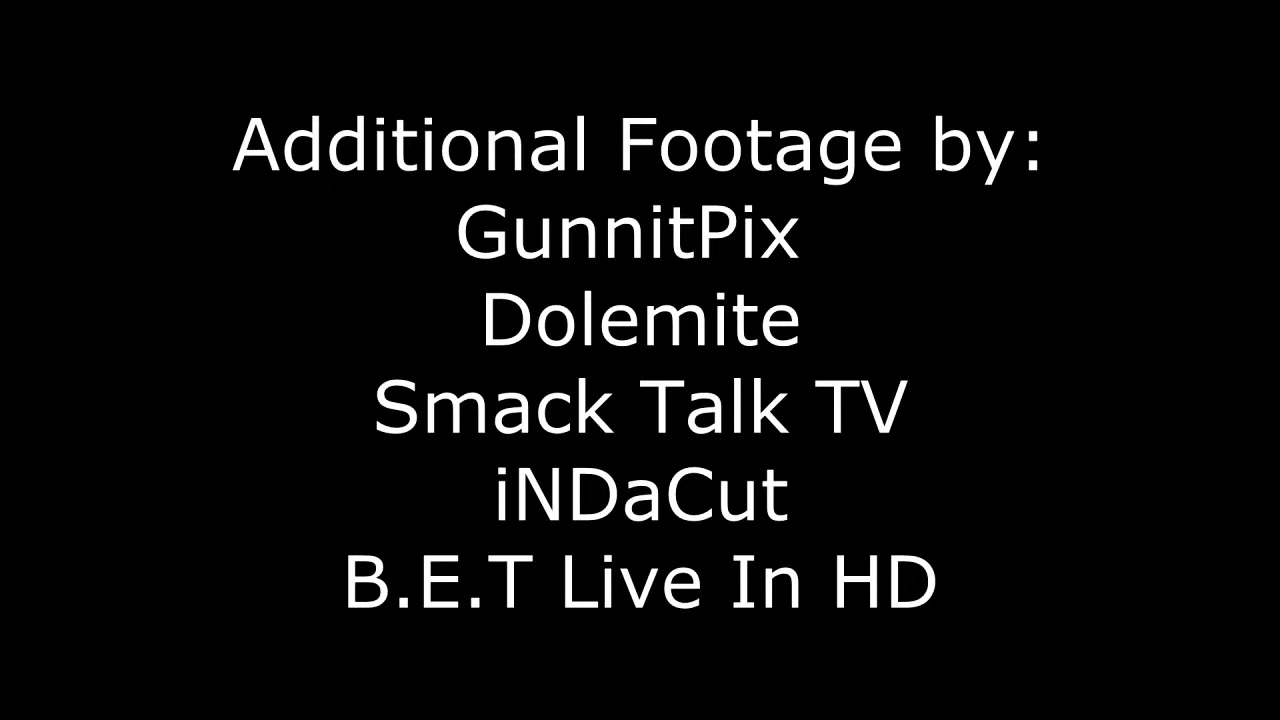 Additional Footage by:
GunnitPix
Dolemite
Smack Talk TV
iNDaCut
B.E.T Live In HD